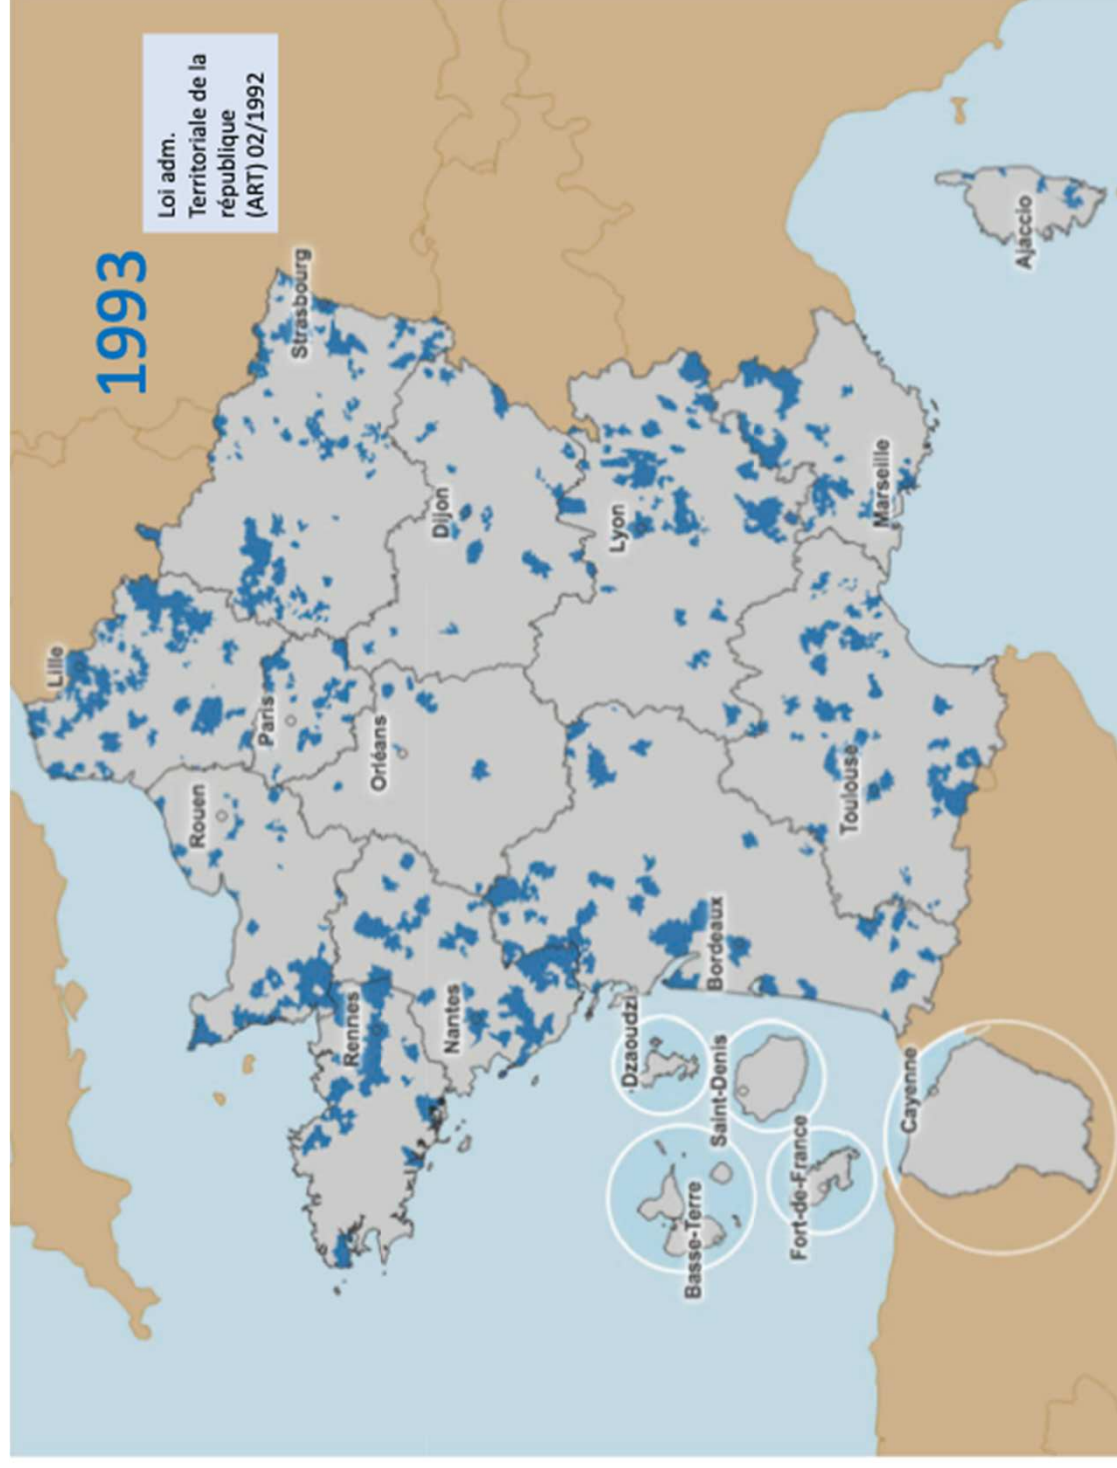 1993
Loi adm.
Territoriale de la
république
(ART) 02/1992
Lille
Rouen
Paris
Strasbourg
Rennes
Orléans
Dijon
Nantes
Lyon
Dzaoudzi
Bordeaux
Basse-Terre
Saint-Denis
Fort-de-France
Toulouse
Marseille
Cayenne
Ajaccio